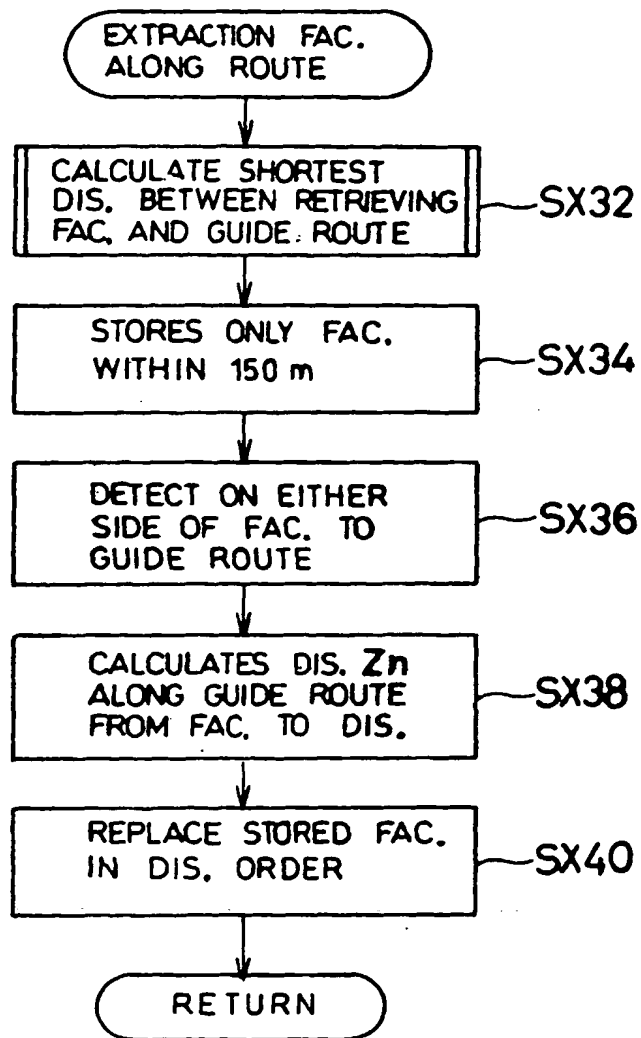 EXTRACTION FAC.
ALONG ROUTE
CALCULATE SHORTEST
DIS. BETWEEN RETRIEVING
FAC. AND GUIDE ROUTE
SX32
STORES ONLY FAC.
WITHIN 150 m
SX34
DETECT ON EITHER
SIDE OF FAC. TO
GUIDE ROUTE
SX36
CALCULATES DIS. Zn
ALONG GUIDE ROUTE
FROM FAC. TO DIS.
SX38
REPLACE STORED FAC.
IN DIS. ORDER
SX40
RETURN